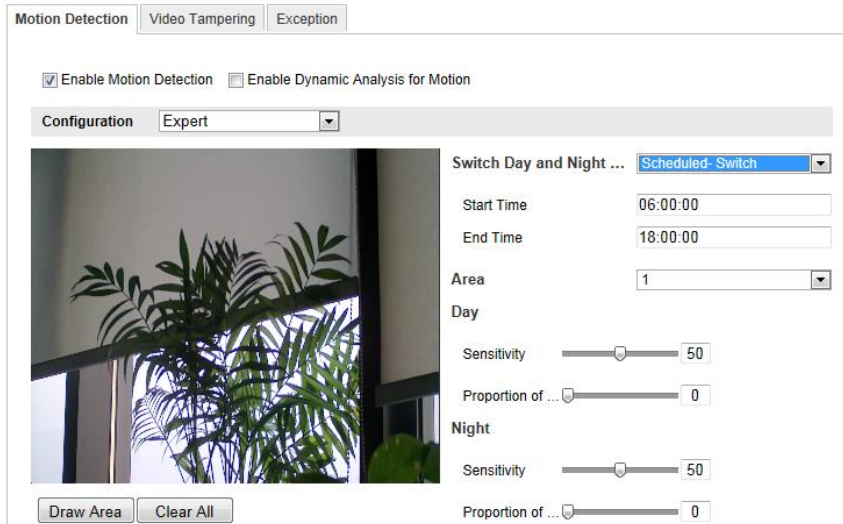 Motion Detection Video Tampering Exception
Enable Motion Detection Enable Dynamic Analysis for Motion
Configuration Expert
Switch Day and Night ... Scheduled- Switch
Start Time 06:00:00
End Time 18:00:00
Area 1
Day
Sensitivity 50
Proportion of ... 0
Night
Sensitivity 50
Proportion of ... 0
Draw Area Clear All